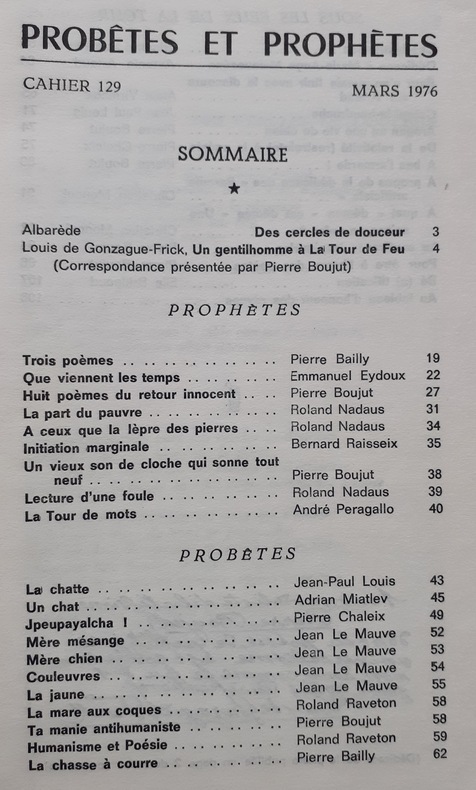 PROBÊTES ET PROPHÈTES
CAHIER 129 MARS 1976
SOMMAIRE
Albarède Des cercles de douceur 3
Louis de Gonzague-Frick, Un gentilhomme à La Tour de Feu 4
(Correspondance présentée par Pierre Boujut)
PROPHÈTES
Trois poèmes .. .. .. .. .. .. .. Pierre Bailly 19
Que viennent les temps .. .. .. .. Emmanuel Eydoux 22
Huit poèmes du retour innocent .. .. Pierre Boujut 27
La part du pauvre .. .. .. .. .. .. Roland Nadaus 31
A ceux que la lèpre des pierres .. .. Roland Nadaus 34
Initiation marginale .. .. .. .. .. Bernard Raisseix 35
Un vieux son de cloche qui sonne tout
neuf .. .. .. .. .. .. .. .. Pierre Boujut 38
Lecture d'une foule .. .. .. .. .. Roland Nadaus 39
La Tour de mots .. .. .. .. .. .. André Peragallo 40
PROBÊTES
La chatte .. .. .. .. .. .. .. .. Jean-Paul Louis 43
Un chat .. .. .. .. .. .. .. .. Adrian Miatlev 45
Jpeupayalcha ! .. .. .. .. .. .. Pierre Chaleix 49
Mère mésange .. .. .. .. .. .. .. Jean Le Mauve 52
Mère chien .. .. .. .. .. .. .. Jean Le Mauve 53
Couleuvres .. .. .. .. .. .. .. Jean Le Mauve 54
La jaune .. .. .. .. .. .. .. .. Jean Le Mauve 55
La mare aux coques .. .. .. .. .. Roland Raveton 58
Ta manie antihumaniste .. .. .. .. Pierre Boujut 58
Humanisme et Poésie .. .. .. .. .. Roland Raveton 59
La chasse à courre .. .. .. .. .. Pierre Bailly 62